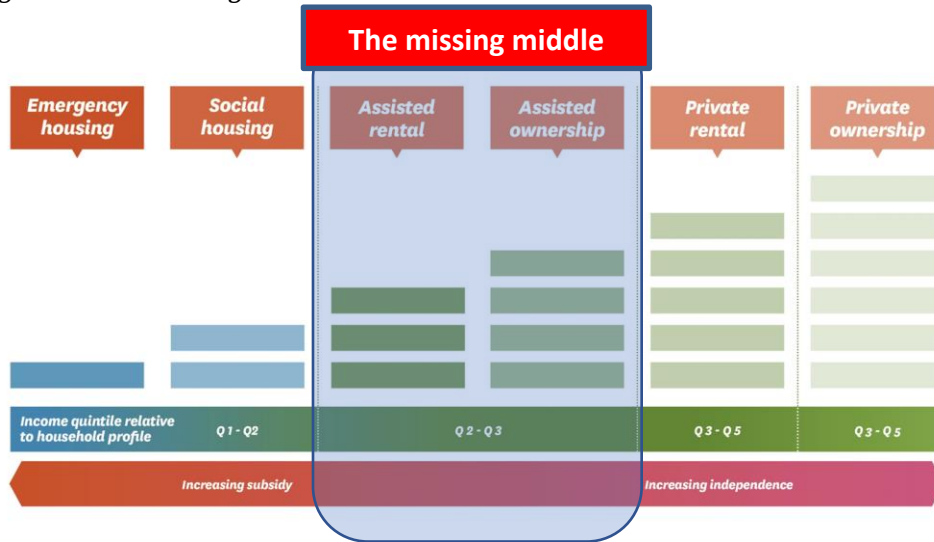 The missing middle
Emergency
housing
Social
housing
Assisted
rental
Assisted
ownership
Private
rental
Private
ownership
Income quintile relative
to household profile
Q1 - Q2
Q2 - Q3
Q3 - Q5
Q3 - Q5
Increasing subsidy
Increasing independence